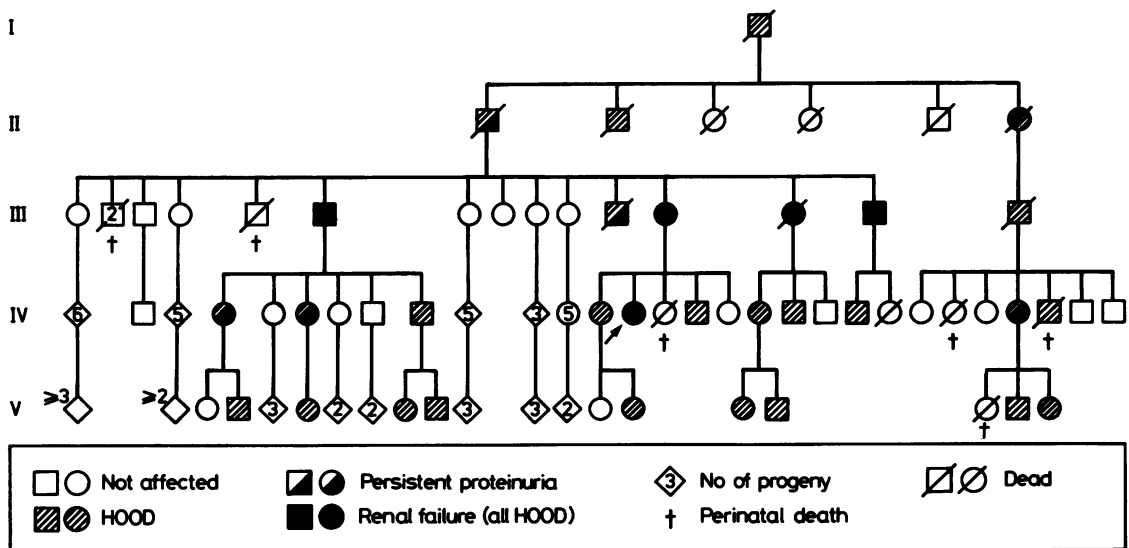 I
II
III 2
† †
IV 6 5 5 3 5
† † †
V ≥3 ≥2 3 2 2 3 3 2
†
Not affected Persistent proteinuria 3 No of progeny Dead
HOOD Renal failure (all HOOD) † Perinatal death